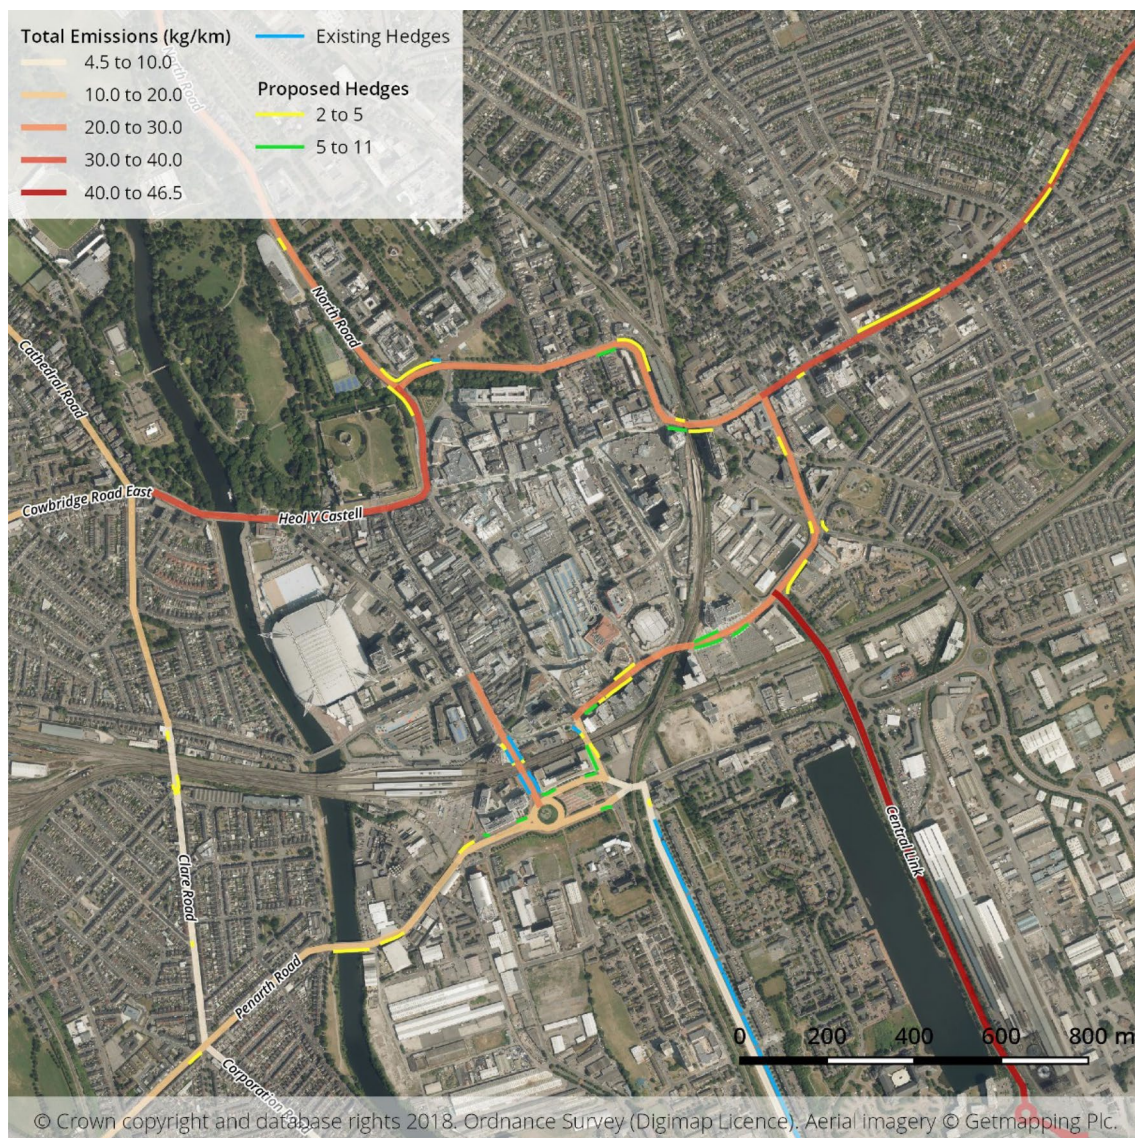 Total Emissions (kg/km)
4.5 to 10.0
10.0 to 20.0
20.0 to 30.0
30.0 to 40.0
40.0 to 46.5
Existing Hedges
Proposed Hedges
2 to 5
5 to 11
North Road
North Road
Cathedral Road
Cowbridge Road East
Heol Y Castell
Clare Road
Central Link
Penarth Road
Corporation Road
0 200 400 600 800 m
© Crown copyright and database rights 2018. Ordnance Survey (Digimap Licence). Aerial imagery © Getmapping Plc.